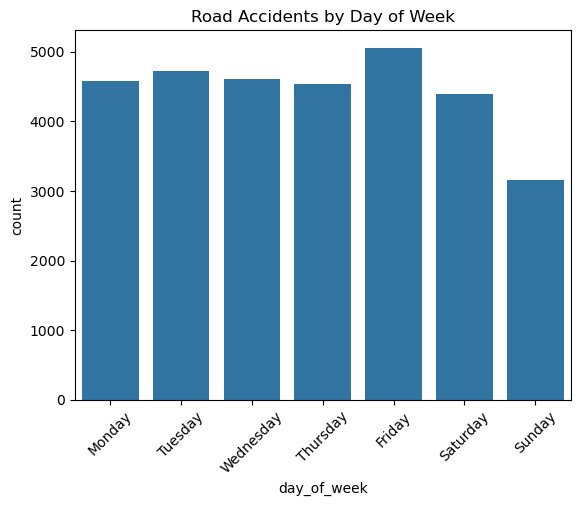 Road Accidents by Day of Week
5000
4000
3000
2000
1000
0
count
Monday
Tuesday
Wednesday
Thursday
Friday
Saturday
Sunday
day_of_week